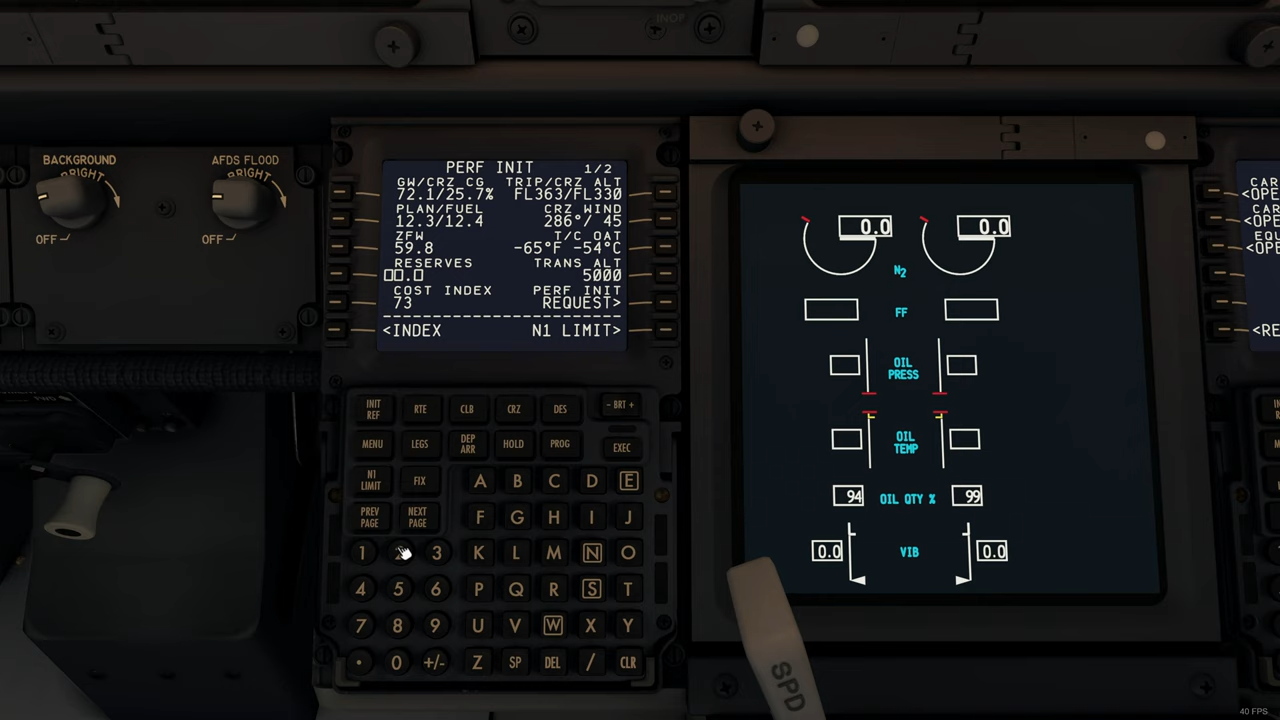 INOP
BACKGROUND
BRIGHT
OFF
AFDS FLOOD
BRIGHT
OFF
PERF INIT 1/2
GW/CRZ CG TRIP/CRZ ALT
72.1/25.7% FL363/FL330
PLAN/FUEL CRZ WIND
12.3/12.4 286°/ 45
ZFW T/C OAT
59.8 -65°F -54°C
RESERVES TRANS ALT
□□.□ 5000
COST INDEX PERF INIT
73 REQUEST>
<INDEX N1 LIMIT>
INIT REF
RTE
CLB
CRZ
DES
- BRT +
MENU
LEGS
DEP ARR
HOLD
PROG
EXEC
N1 LIMIT
FIX
A B C D E
PREV PAGE
NEXT PAGE
F G H I J
1 3 K L M N O
4 5 6 P Q R S T
7 8 9 U V W X Y
. 0 +/- Z SP DEL / CLR
0.0 0.0
N2
FF
OIL
PRESS
OIL
TEMP
94 OIL QTY % 99
0.0 VIB 0.0
SPD
40 FPS